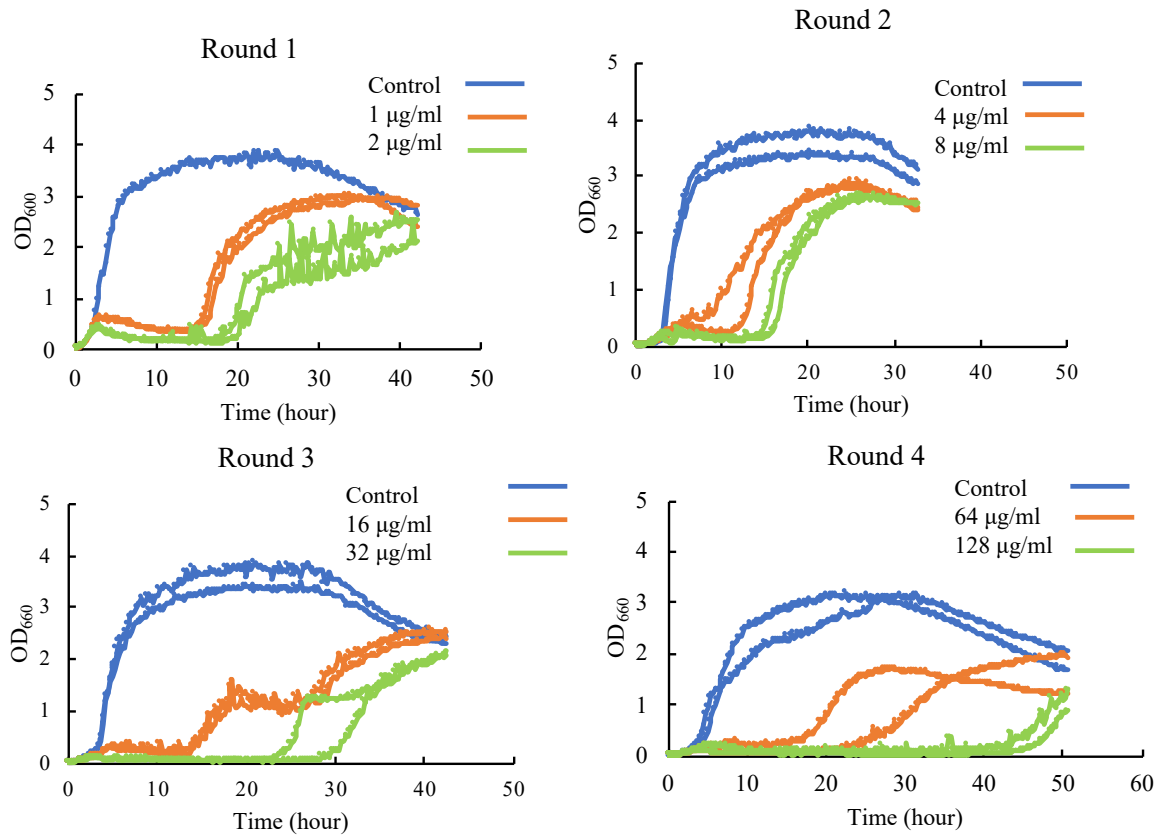 Round 1
Control
1 μg/ml
2 μg/ml
5
4
3
2
1
0
OD600
0 10 20 30 40 50
Time (hour)
Round 2
Control
4 μg/ml
8 μg/ml
5
4
3
2
1
0
OD660
0 10 20 30 40 50
Time (hour)
Round 3
Control
16 μg/ml
32 μg/ml
5
4
3
2
1
0
OD660
0 10 20 30 40 50
Time (hour)
Round 4
Control
64 μg/ml
128 μg/ml
5
4
3
2
1
0
OD660
0 10 20 30 40 50 60
Time (hour)